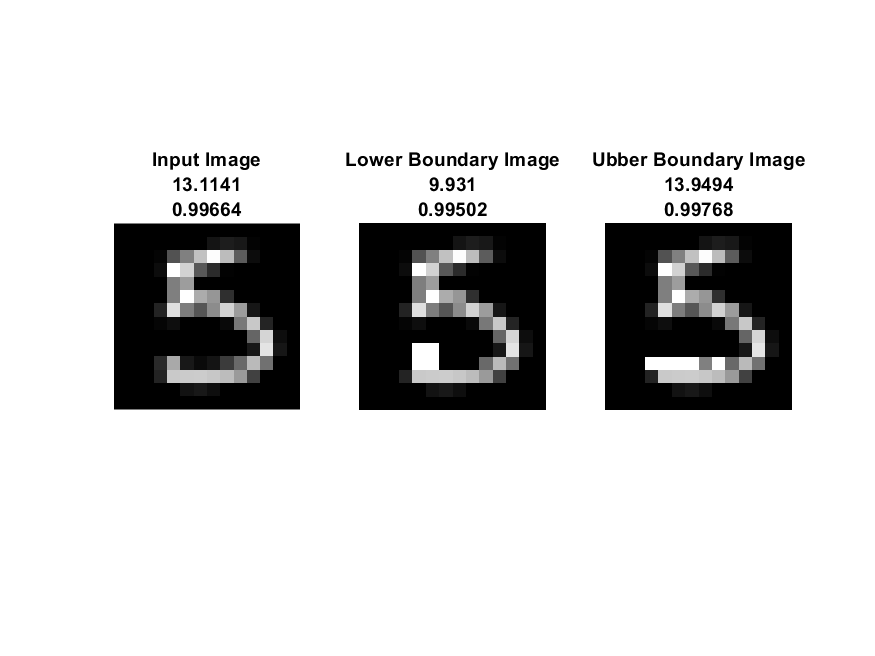 Input Image
13.1141
0.99664
Lower Boundary Image
9.931
0.99502
Ubber Boundary Image
13.9494
0.99768